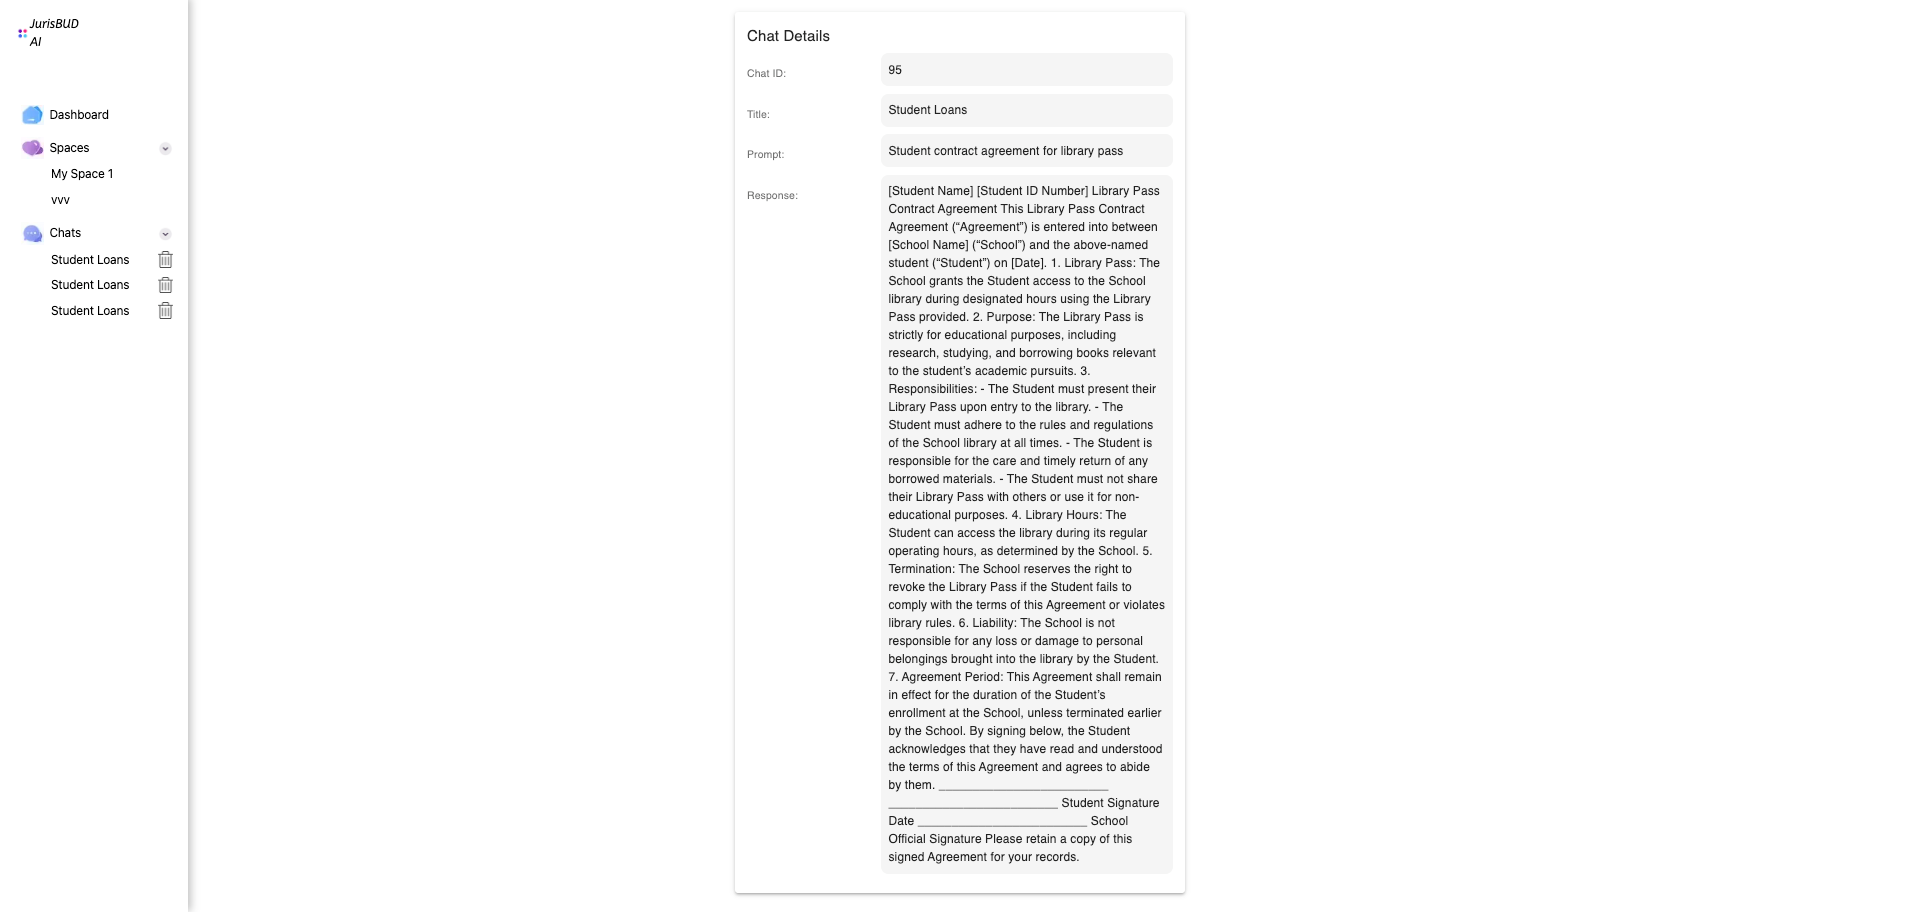 JurisBUD
AI
Dashboard
Spaces
My Space 1
vvv
Chats
Student Loans
Student Loans
Student Loans
Chat Details
Chat ID:
95
Title:
Student Loans
Prompt:
Student contract agreement for library pass
Response:
[Student Name] [Student ID Number] Library Pass
Contract Agreement This Library Pass Contract
Agreement (“Agreement”) is entered into between
[School Name] (“School”) and the above-named
student (“Student”) on [Date]. 1. Library Pass: The
School grants the Student access to the School
library during designated hours using the Library
Pass provided. 2. Purpose: The Library Pass is
strictly for educational purposes, including
research, studying, and borrowing books relevant
to the student’s academic pursuits. 3.
Responsibilities: - The Student must present their
Library Pass upon entry to the library. - The
Student must adhere to the rules and regulations
of the School library at all times. - The Student is
responsible for the care and timely return of any
borrowed materials. - The Student must not share
their Library Pass with others or use it for non-
educational purposes. 4. Library Hours: The
Student can access the library during its regular
operating hours, as determined by the School. 5.
Termination: The School reserves the right to
revoke the Library Pass if the Student fails to
comply with the terms of this Agreement or violates
library rules. 6. Liability: The School is not
responsible for any loss or damage to personal
belongings brought into the library by the Student.
7. Agreement Period: This Agreement shall remain
in effect for the duration of the Student’s
enrollment at the School, unless terminated earlier
by the School. By signing below, the Student
acknowledges that they have read and understood
the terms of this Agreement and agrees to abide
by them. _________________________
_________________________ Student Signature
Date _________________________ School
Official Signature Please retain a copy of this
signed Agreement for your records.